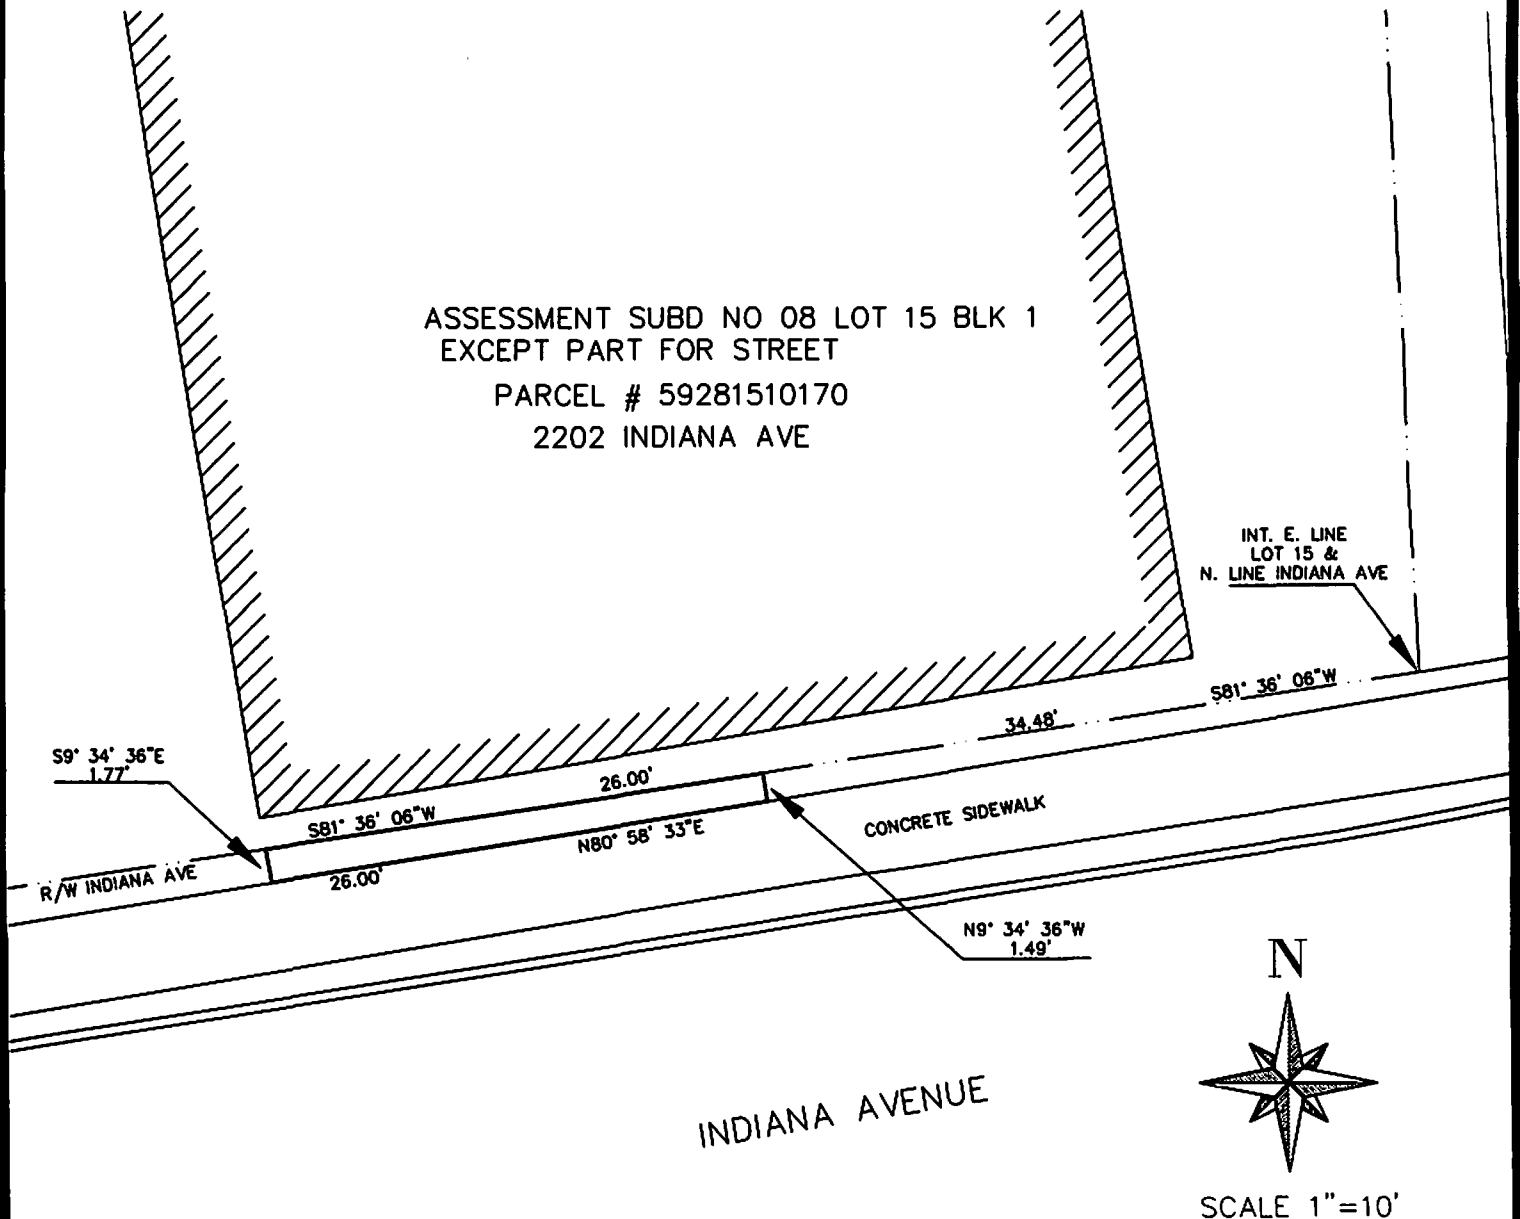 ASSESSMENT SUBD NO 08 LOT 15 BLK 1
EXCEPT PART FOR STREET
PARCEL # 59281510170
2202 INDIANA AVE
INT. E. LINE
LOT 15 &
N. LINE INDIANA AVE
S81° 36' 06"W
34.48'
S9° 34' 36"E
1.77'
26.00'
S81° 36' 06"W
N80° 58' 33"E
26.00'
CONCRETE SIDEWALK
R/W INDIANA AVE
N9° 34' 36"W
1.49'
N
INDIANA AVENUE
SCALE 1"=10'